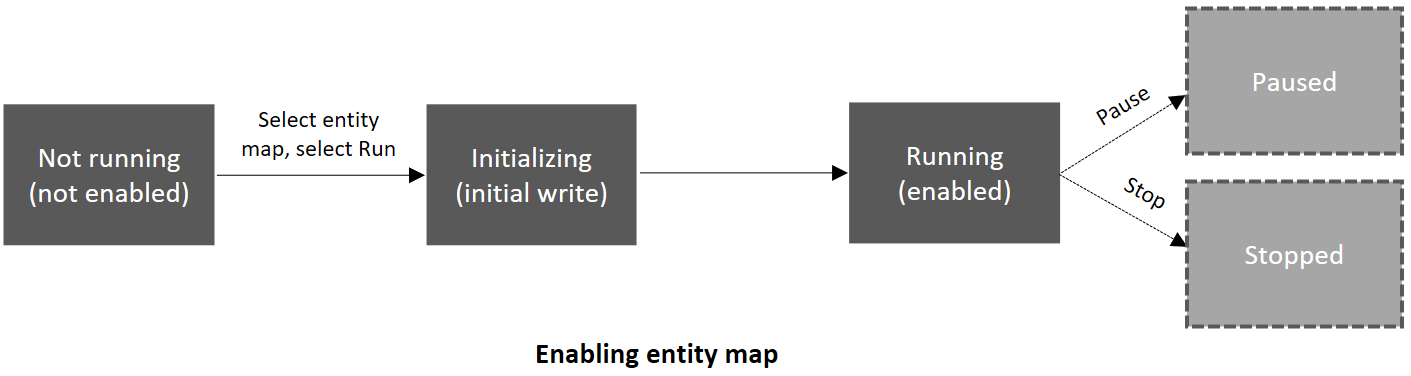 Not running
(not enabled)
Select entity
map, select Run
Initializing
(initial write)
Running
(enabled)
Pause
Paused
Stop
Stopped
Enabling entity map